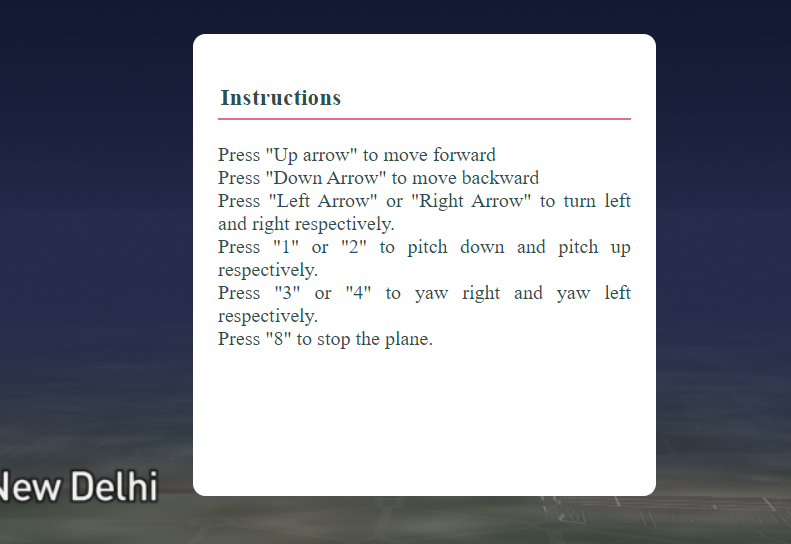 Instructions
Press "Up arrow" to move forward
Press "Down Arrow" to move backward
Press "Left Arrow" or "Right Arrow" to turn left
and right respectively.
Press "1" or "2" to pitch down and pitch up
respectively.
Press "3" or "4" to yaw right and yaw left
respectively.
Press "8" to stop the plane.
New Delhi